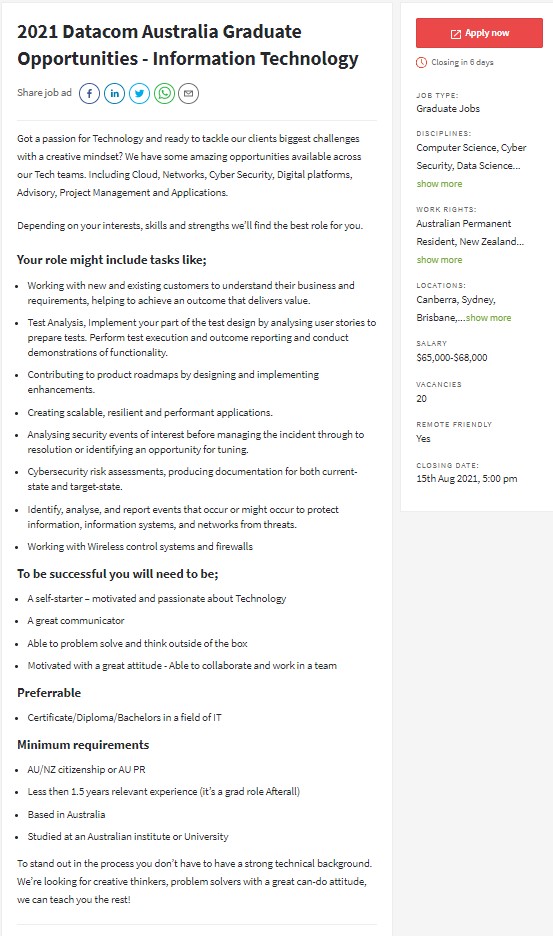 2021 Datacom Australia Graduate
Opportunities - Information Technology
Share job ad
Got a passion for Technology and ready to tackle our clients biggest challenges
with a creative mindset? We have some amazing opportunities available across
our Tech teams. Including Cloud, Networks, Cyber Security, Digital platforms,
Advisory, Project Management and Applications.
Depending on your interests, skills and strengths we'll find the best role for you.
Your role might include tasks like;
• Working with new and existing customers to understand their business and
requirements, helping to achieve an outcome that delivers value.
• Test Analysis, Implement your part of the test design by analysing user stories to
prepare tests. Perform test execution and outcome reporting and conduct
demonstrations of functionality.
• Contributing to product roadmaps by designing and implementing
enhancements.
• Creating scalable, resilient and performant applications.
• Analysing security events of interest before managing the incident through to
resolution or identifying an opportunity for tuning.
• Cybersecurity risk assessments, producing documentation for both current-
state and target-state.
• Identify, analyse, and report events that occur or might occur to protect
information, information systems, and networks from threats.
• Working with Wireless control systems and firewalls
To be successful you will need to be;
• A self-starter – motivated and passionate about Technology
• A great communicator
• Able to problem solve and think outside of the box
• Motivated with a great attitude - Able to collaborate and work in a team
Preferrable
• Certificate/Diploma/Bachelors in a field of IT
Minimum requirements
• AU/NZ citizenship or AU PR
• Less then 1.5 years relevant experience (it's a grad role Afterall)
• Based in Australia
• Studied at an Australian institute or University
To stand out in the process you don't have to have a strong technical background.
We're looking for creative thinkers, problem solvers with a great can-do attitude,
we can teach you the rest!
Apply now
Closing in 6 days
JOB TYPE:
Graduate Jobs
DISCIPLINES:
Computer Science, Cyber
Security, Data Science...
show more
WORK RIGHTS:
Australian Permanent
Resident, New Zealand...
show more
LOCATIONS:
Canberra, Sydney,
Brisbane,...show more
SALARY
$65,000-$68,000
VACANCIES
20
REMOTE FRIENDLY
Yes
CLOSING DATE:
15th Aug 2021, 5:00 pm